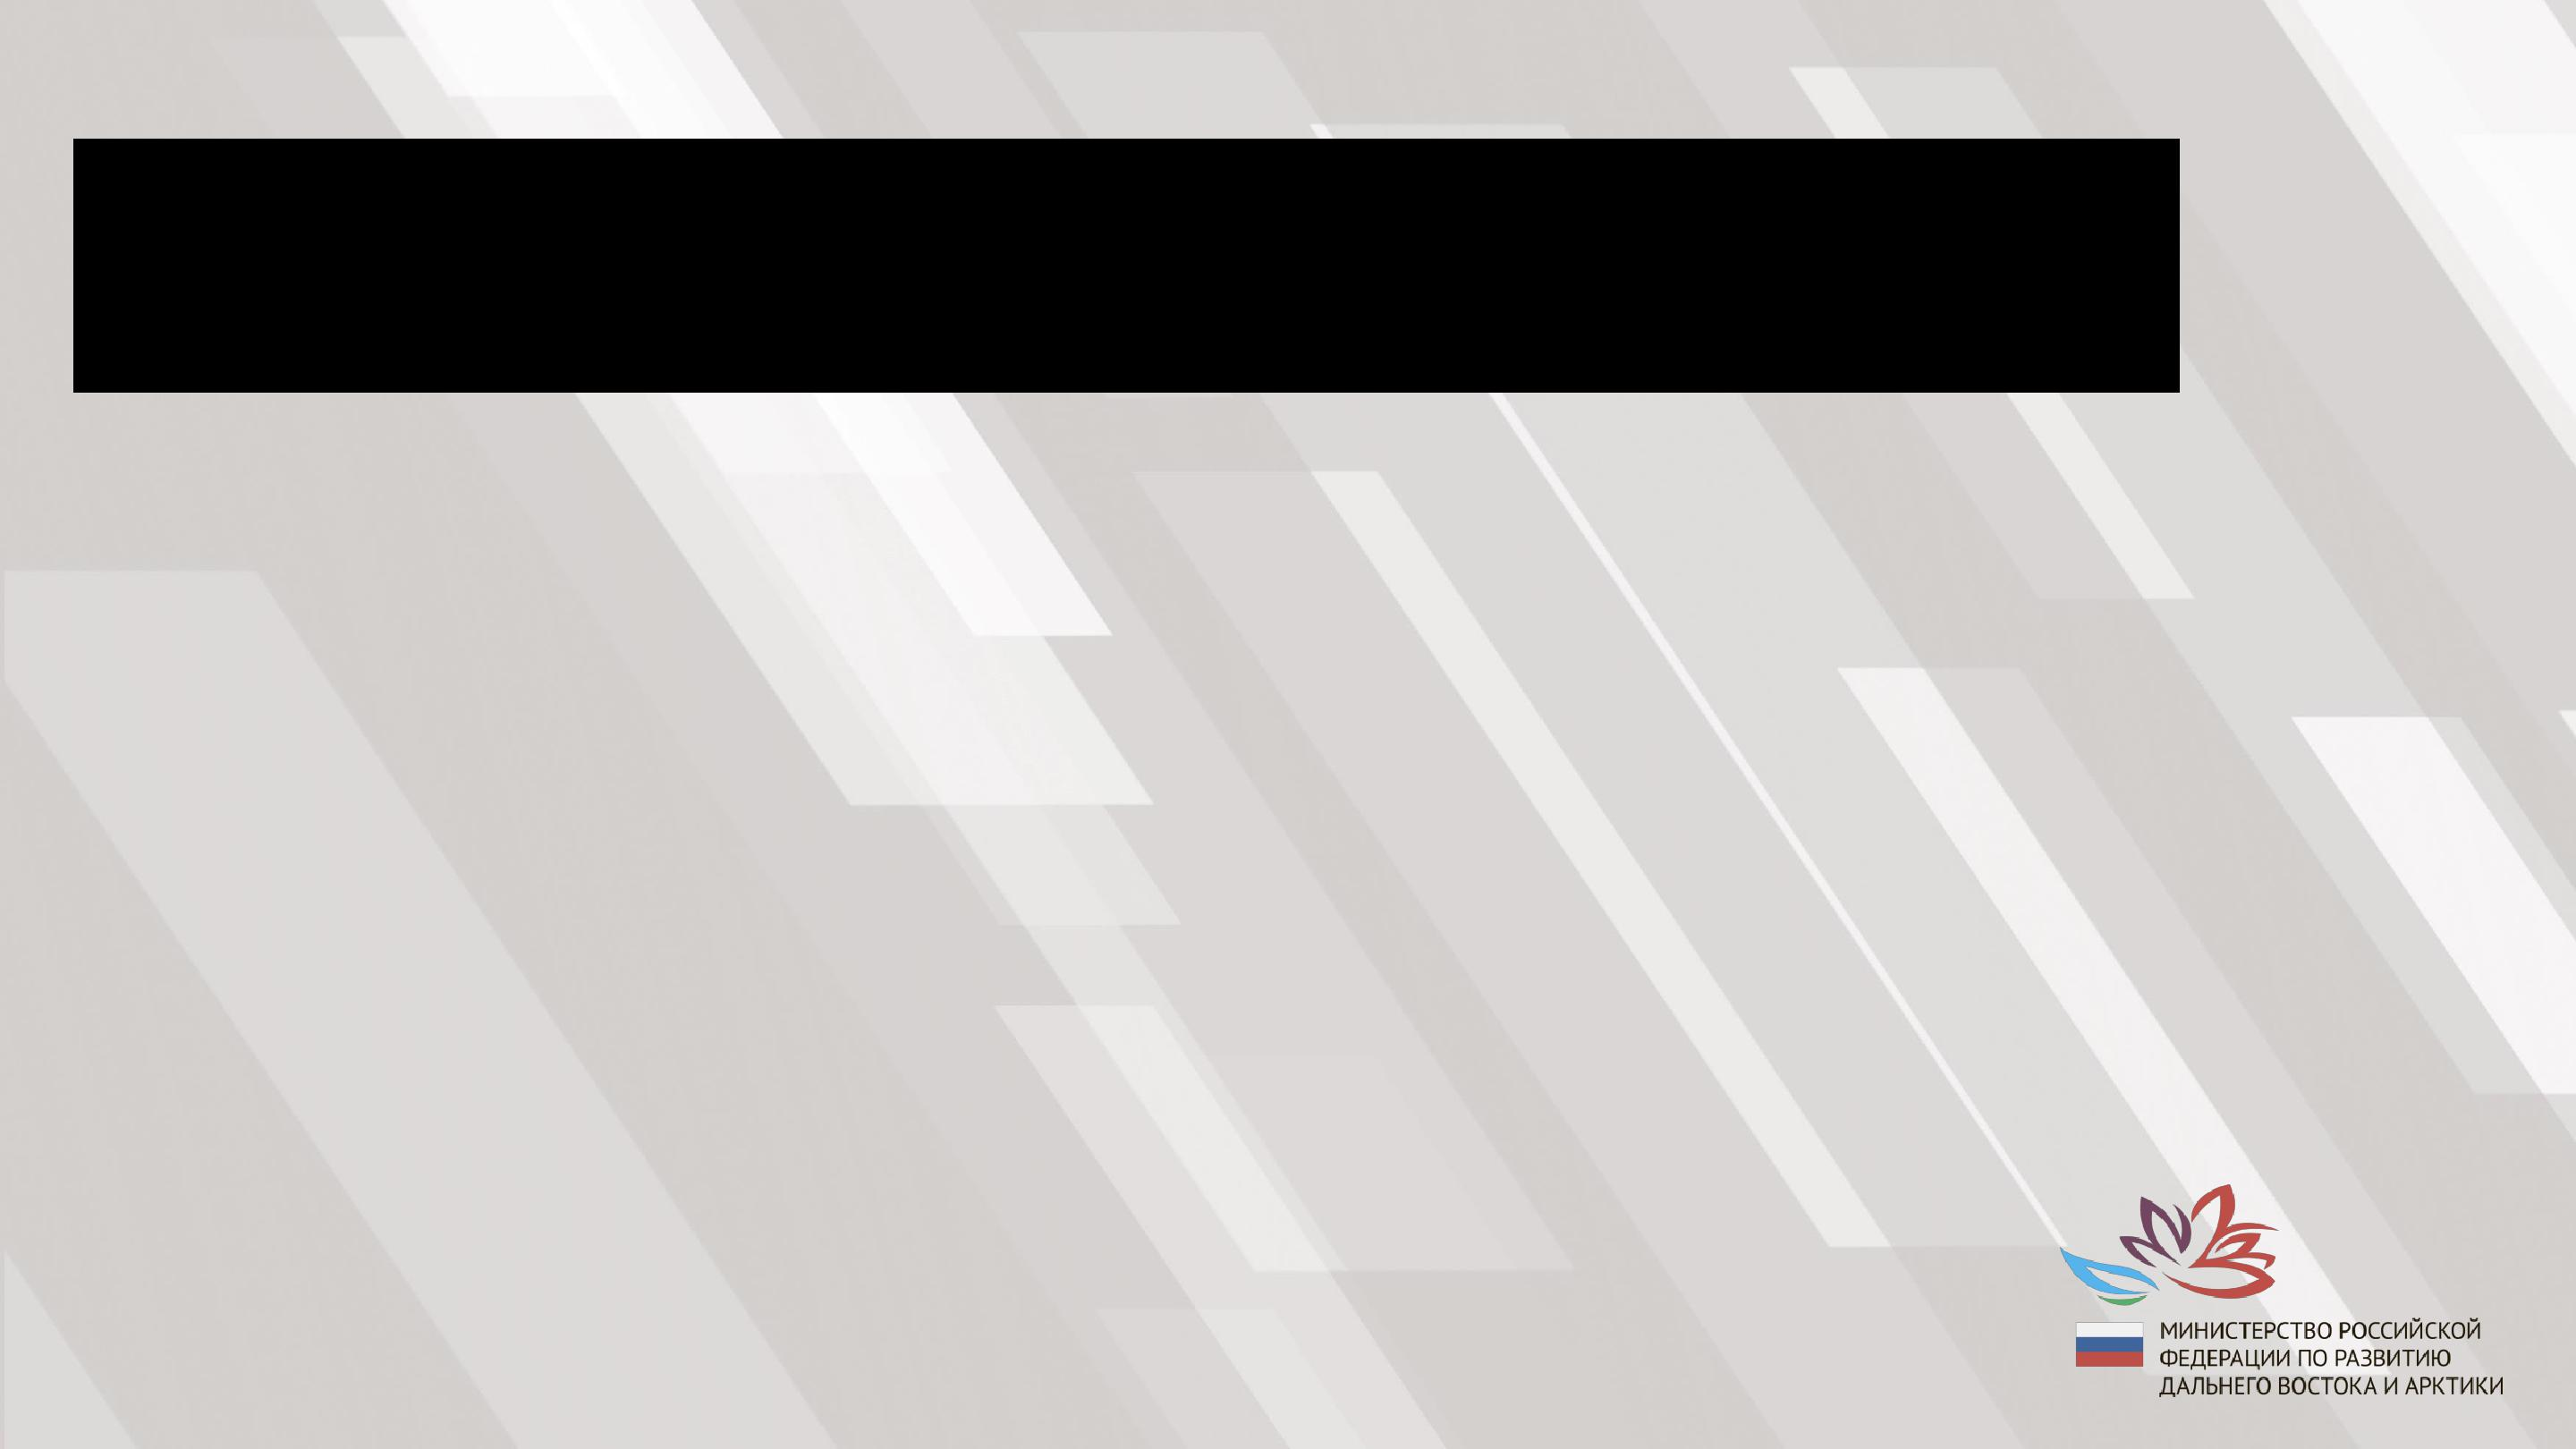 МИНИСТЕРСТВО РОССИЙСКОЙ
ФЕДЕРАЦИИ ПО РАЗВИТИЮ
ДАЛЬНЕГО ВОСТОКА И АРКТИКИ